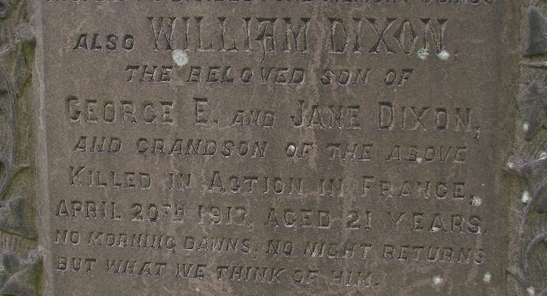 ALSO WILLIAM DIXON,
THE BELOVED SON OF
GEORGE E. AND JANE DIXON,
AND GRANDSON OF THE ABOVE
KILLED IN ACTION IN FRANCE,
APRIL 20TH 1917, AGED 21 YEARS.
NO MORNING DAWNS, NO NIGHT RETURNS
BUT WHAT WE THINK OF HIM.